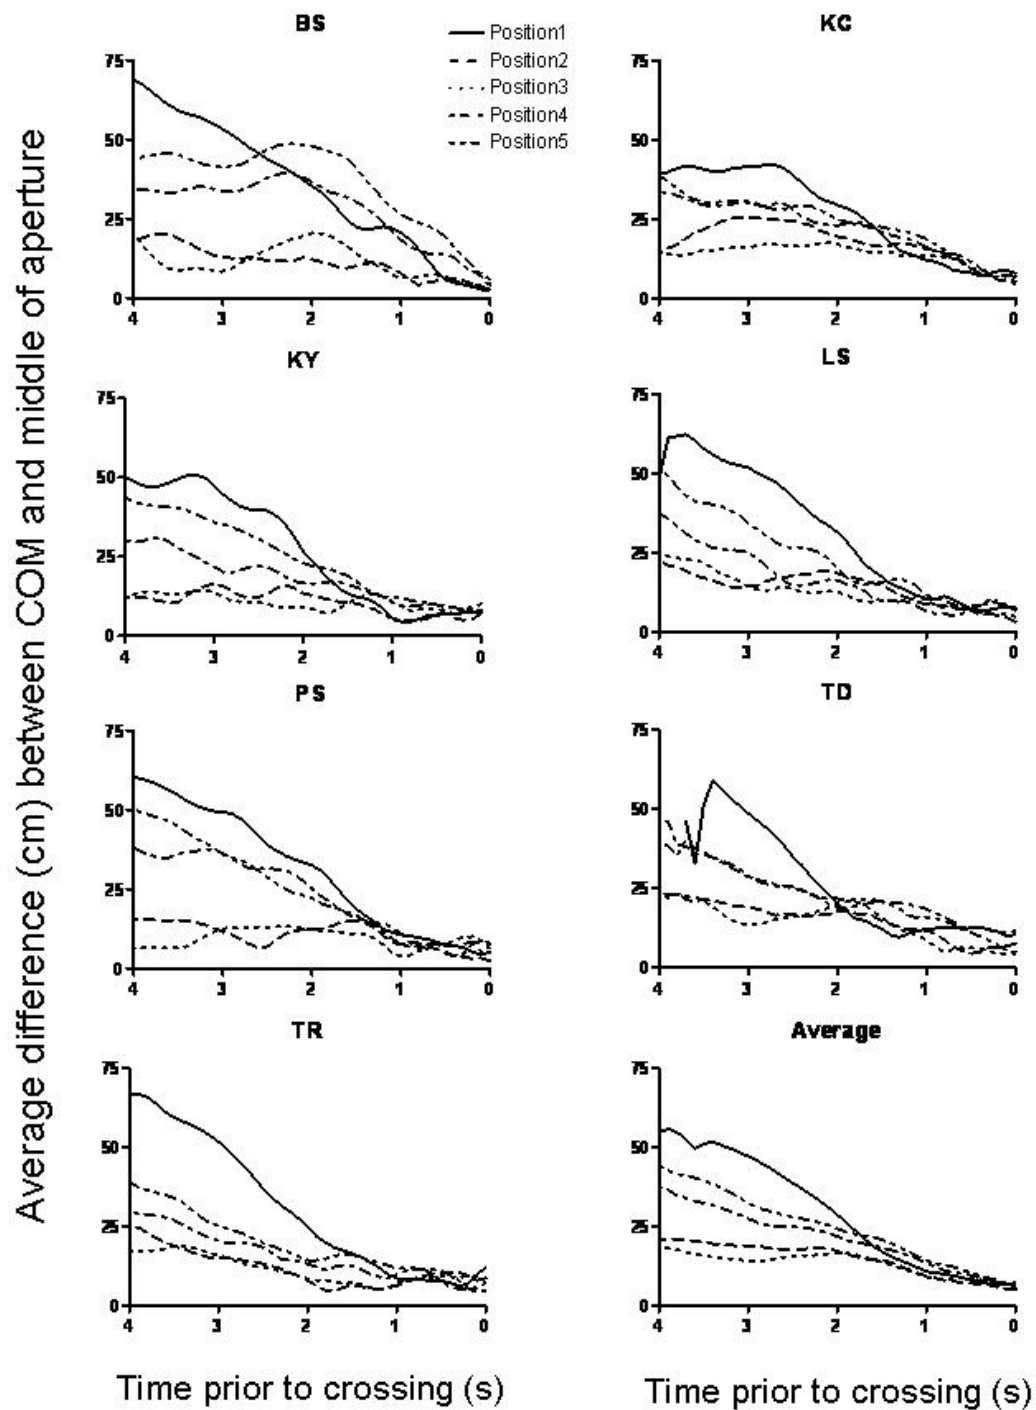 BS
Position1
Position2
Position3
Position4
Position5
75
50
25
0
4 3 2 1 0
KC
75
50
25
0
4 3 2 1 0
KY
75
50
25
0
4 3 2 1 0
LS
75
50
25
0
4 3 2 1 0
PS
75
50
25
0
4 3 2 1 0
TD
75
50
25
0
4 3 2 1 0
TR
75
50
25
0
4 3 2 1 0
Average
75
50
25
0
4 3 2 1 0
Average difference (cm) between COM and middle of aperture
Time prior to crossing (s)
Time prior to crossing (s)